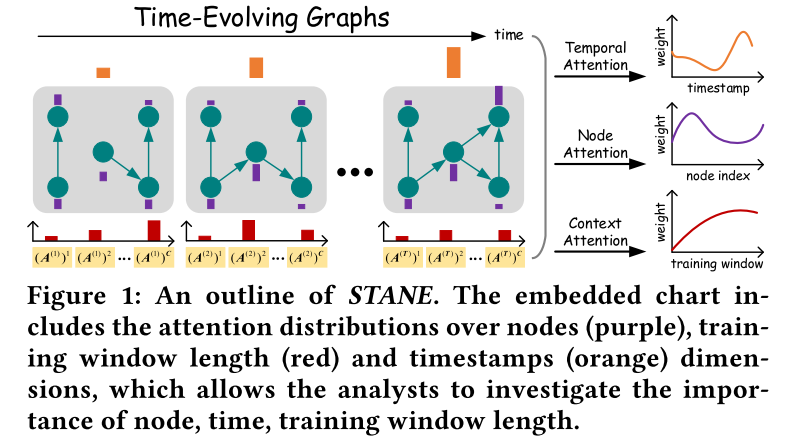 Time-Evolving Graphs
time
(A^(1))^1 (A^(1))^2 ... (A^(1))^C
(A^(2))^1 (A^(2))^2 ... (A^(2))^C
(A^(T))^1 (A^(T))^2 ... (A^(T))^C
Temporal
Attention
weight
timestamp
Node
Attention
weight
node index
Context
Attention
weight
training window
Figure 1: An outline of STANE. The embedded chart in-
cludes the attention distributions over nodes (purple), train-
ing window length (red) and timestamps (orange) dimen-
sions, which allows the analysts to investigate the impor-
tance of node, time, training window length.